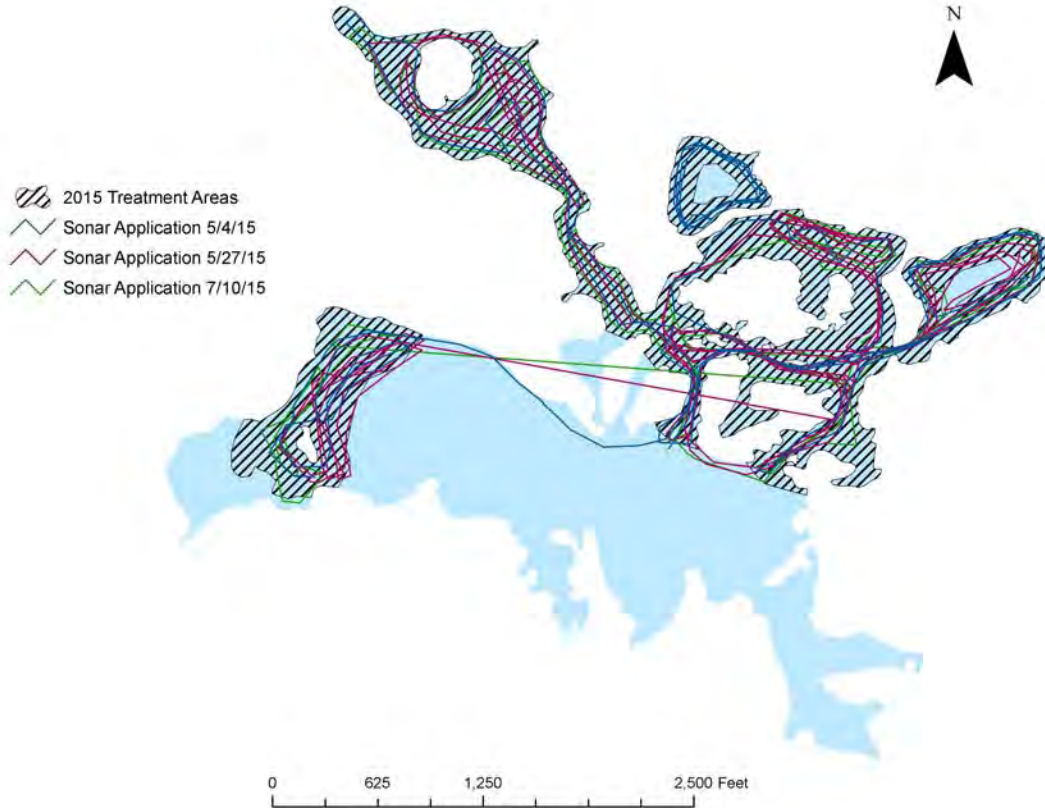 N
2015 Treatment Areas
Sonar Application 5/4/15
Sonar Application 5/27/15
Sonar Application 7/10/15
0 625 1,250 2,500 Feet